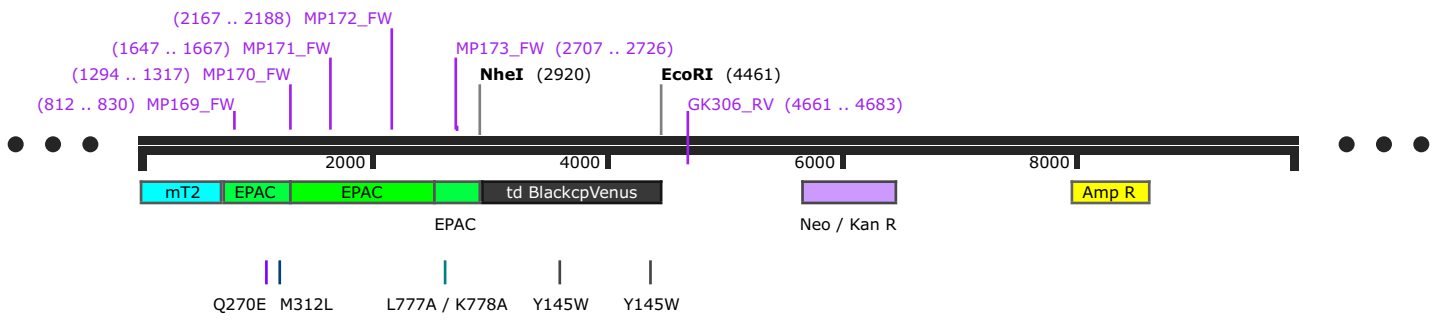 (2167 .. 2188) MP172_FW
(1647 .. 1667) MP171_FW MP173_FW (2707 .. 2726)
(1294 .. 1317) MP170_FW NheI (2920) EcoRI (4461)
(812 .. 830) MP169_FW GK306_RV (4661 .. 4683)
2000 4000 6000 8000
mT2 EPAC EPAC td BlackcpVenus Amp R
EPAC Neo / Kan R
Q270E M312L L777A / K778A Y145W Y145W